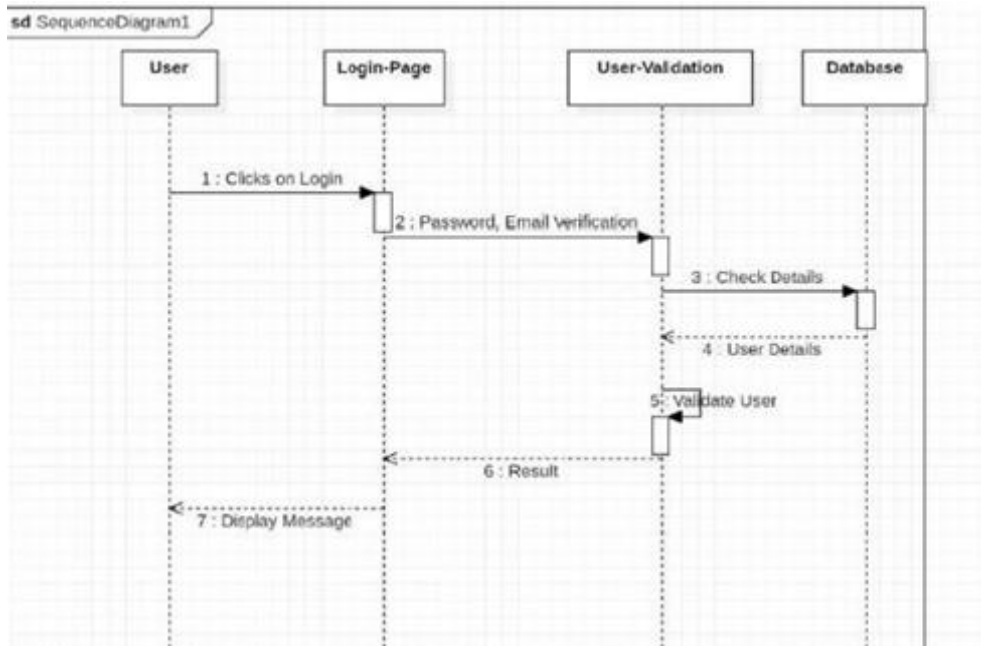 sd SequenceDiagram1
User
Login-Page
User-Validation
Database
1 : Clicks on Login
2 : Password, Email Verification
3 : Check Details
4 : User Details
5 : Validate User
6 : Result
7 : Display Message